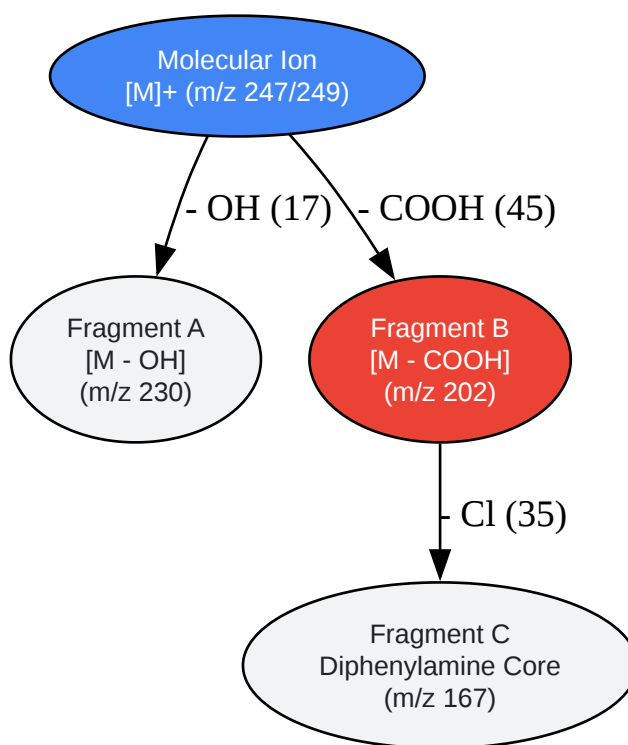 Molecular Ion
[M]+ (m/z 247/249)
- OH (17)
- COOH (45)
Fragment A
[M - OH]
(m/z 230)
Fragment B
[M - COOH]
(m/z 202)
- Cl (35)
Fragment C
Diphenylamine Core
(m/z 167)